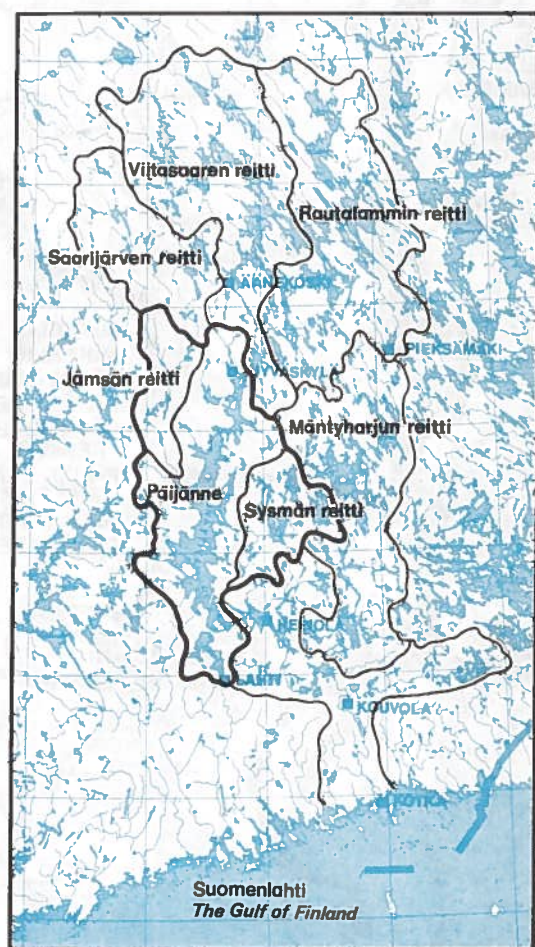 Viitasaaren reitti
Rautalammin reitti
Saarijärven reitti
ÄÄNEKOSKI
PIEKSÄMÄKI
JYVÄSKYLÄ
Jämsän reitti
Mäntyharjun reitti
Päijänne
Sysmän reitti
HEINOLA
LAHTI
KOUVOLA
KOTKA
Suomenlahti
The Gulf of Finland